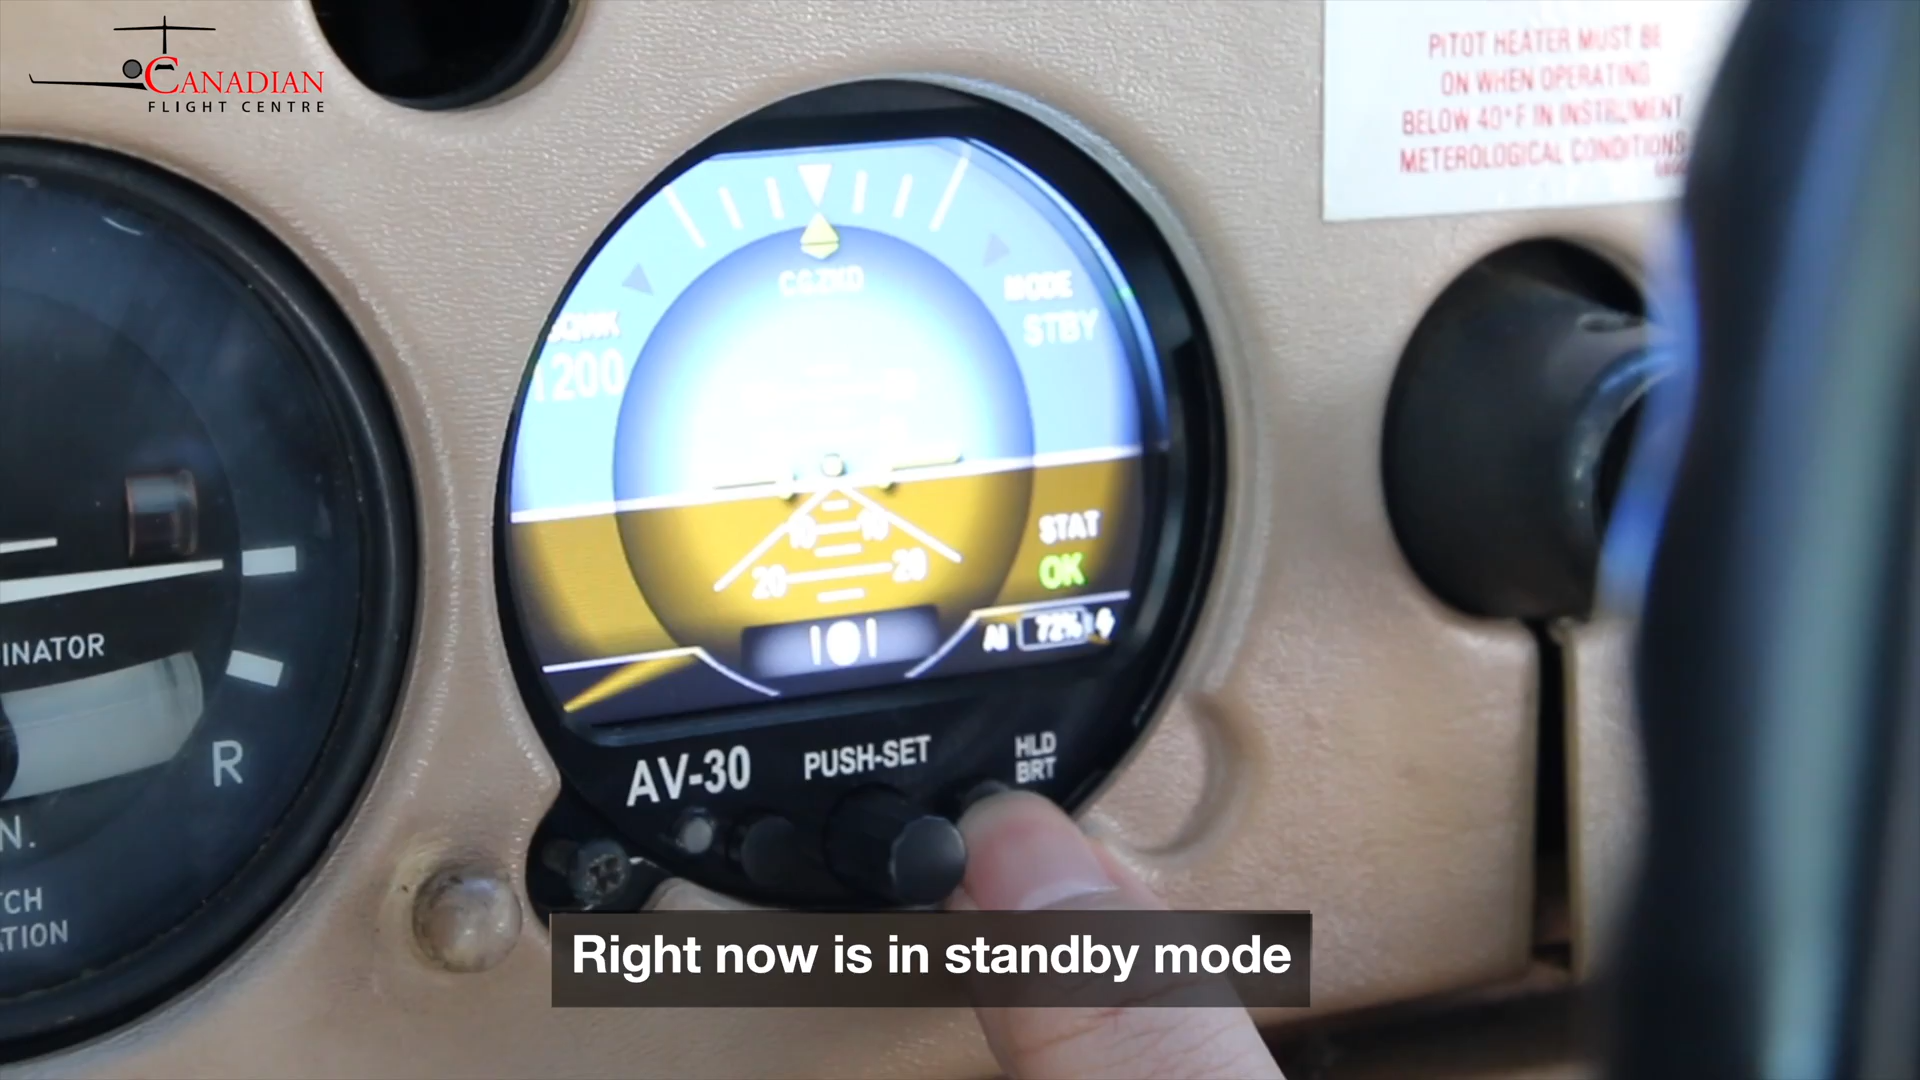 CANADIAN
FLIGHT CENTRE
PITOT HEATER MUST BE
ON WHEN OPERATING
BELOW 40°F IN INSTRUMENT
METEROLOGICAL CONDITIONS
MODE
STBY
SQWK
1200
STAT
OK
10 10
20 20
AI 72%
AV-30
PUSH-SET
HLD
BRT
INATOR
R
N.
TCH
ATION
Right now is in standby mode